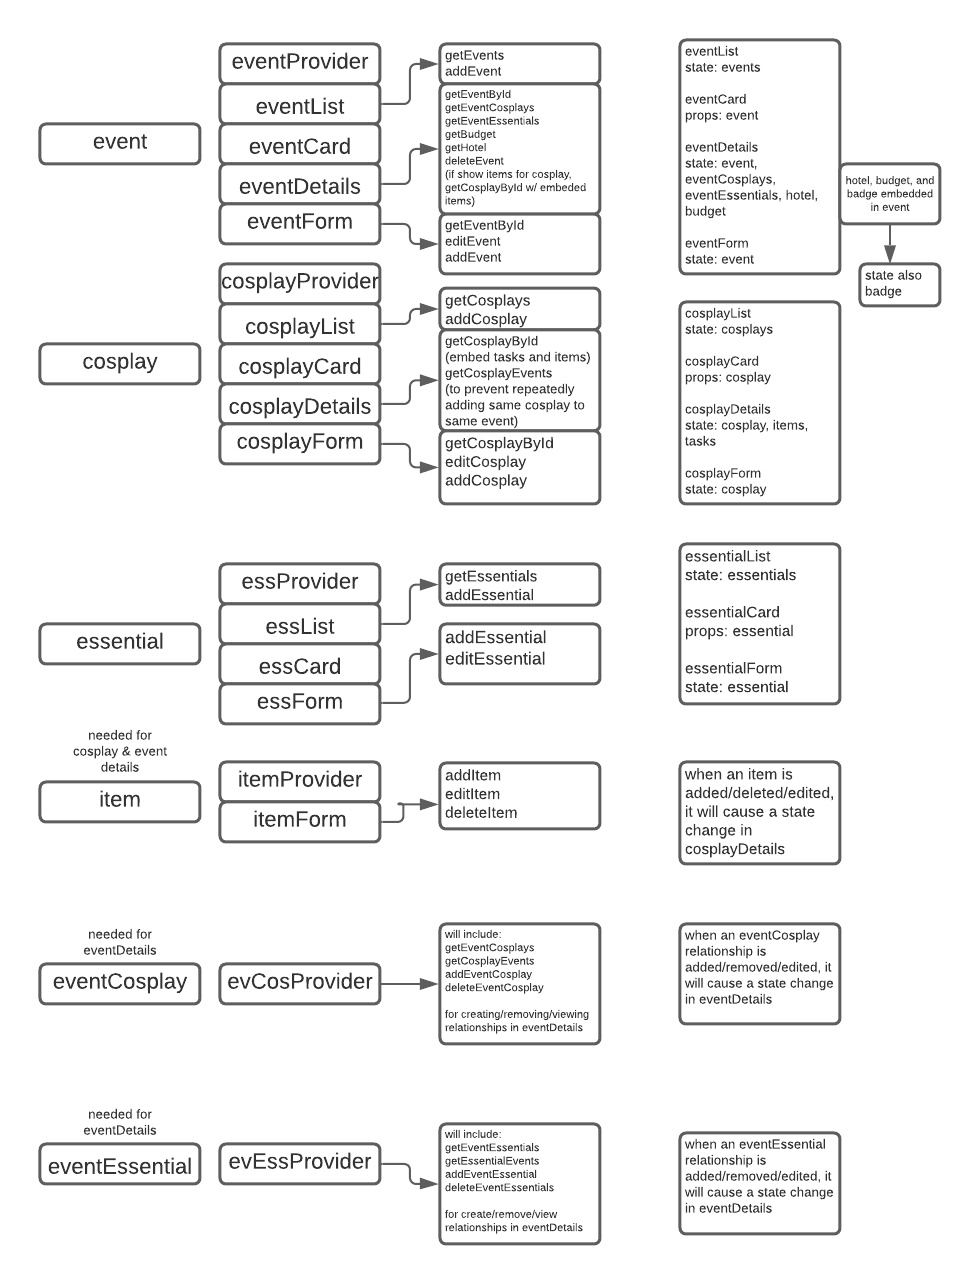 event
eventProvider
eventList
eventCard
eventDetails
eventForm
getEvents
addEvent
getEventById
getEventCosplays
getEventEssentials
getBudget
getHotel
deleteEvent
(if show items for cosplay,
getCosplayById w/ embeded
items)
getEventById
editEvent
addEvent
eventList
state: events
eventCard
props: event
eventDetails
state: event,
eventCosplays,
eventEssentials, hotel,
budget
eventForm
state: event
hotel, budget, and
badge embedded
in event
state also
badge
cosplay
cosplayProvider
cosplayList
cosplayCard
cosplayDetails
cosplayForm
getCosplays
addCosplay
getCosplayById
(embed tasks and items)
getCosplayEvents
(to prevent repeatedly
adding same cosplay to
same event)
getCosplayById
editCosplay
addCosplay
cosplayList
state: cosplays
cosplayCard
props: cosplay
cosplayDetails
state: cosplay, items,
tasks
cosplayForm
state: cosplay
essential
essProvider
essList
essCard
essForm
getEssentials
addEssential
addEssential
editEssential
essentialList
state: essentials
essentialCard
props: essential
essentialForm
state: essential
needed for
cosplay & event
details
item
itemProvider
itemForm
addItem
editItem
deleteItem
when an item is
added/deleted/edited,
it will cause a state
change in
cosplayDetails
needed for
eventDetails
eventCosplay
evCosProvider
will include:
getEventCosplays
getCosplayEvents
addEventCosplay
deleteEventCosplay
for creating/removing/viewing
relationships in eventDetails
when an eventCosplay
relationship is
added/removed/edited, it
will cause a state change
in eventDetails
needed for
eventDetails
eventEssential
evEssProvider
will include:
getEventEssentials
getEssentialEvents
addEventEssential
deleteEventEssentials
for create/remove/view
relationships in eventDetails
when an eventEssential
relationship is
added/removed/edited, it
will cause a state change
in eventDetails